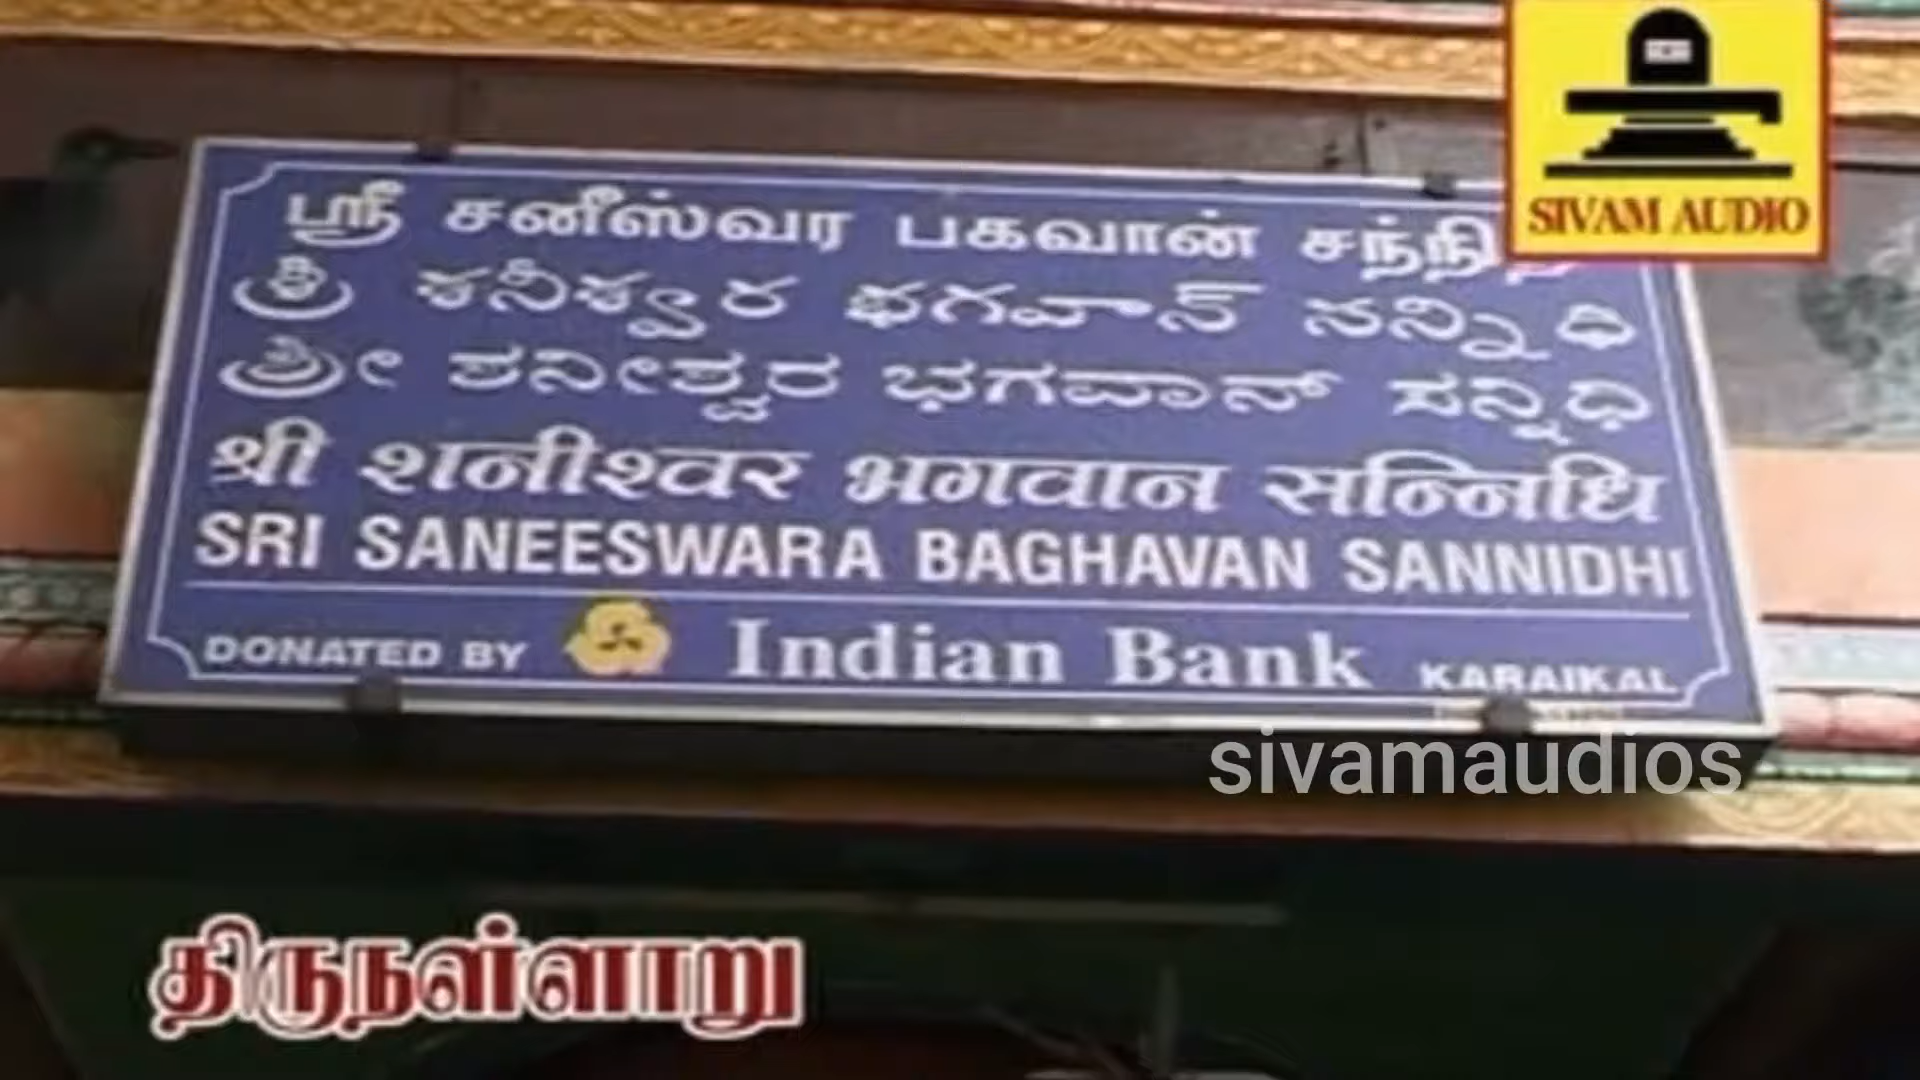 SIVAM AUDIO
ஸ்ரீ சனீஸ்வர பகவான்
శ్రీ శనీశ్వర భగవాన్ సన్నిధి
ಶ್ರೀ ಶನೀಶ್ವರ ಭಗವಾನ್ ಸನ್ನಿಧಿ
श्री शनीश्वर भगवान सन्निधि
SRI SANEESWARA BAGHAVAN SANNIDHI
DONATED BY Indian Bank KARAIKAL
sivamaudios
திருநள்ளாறு